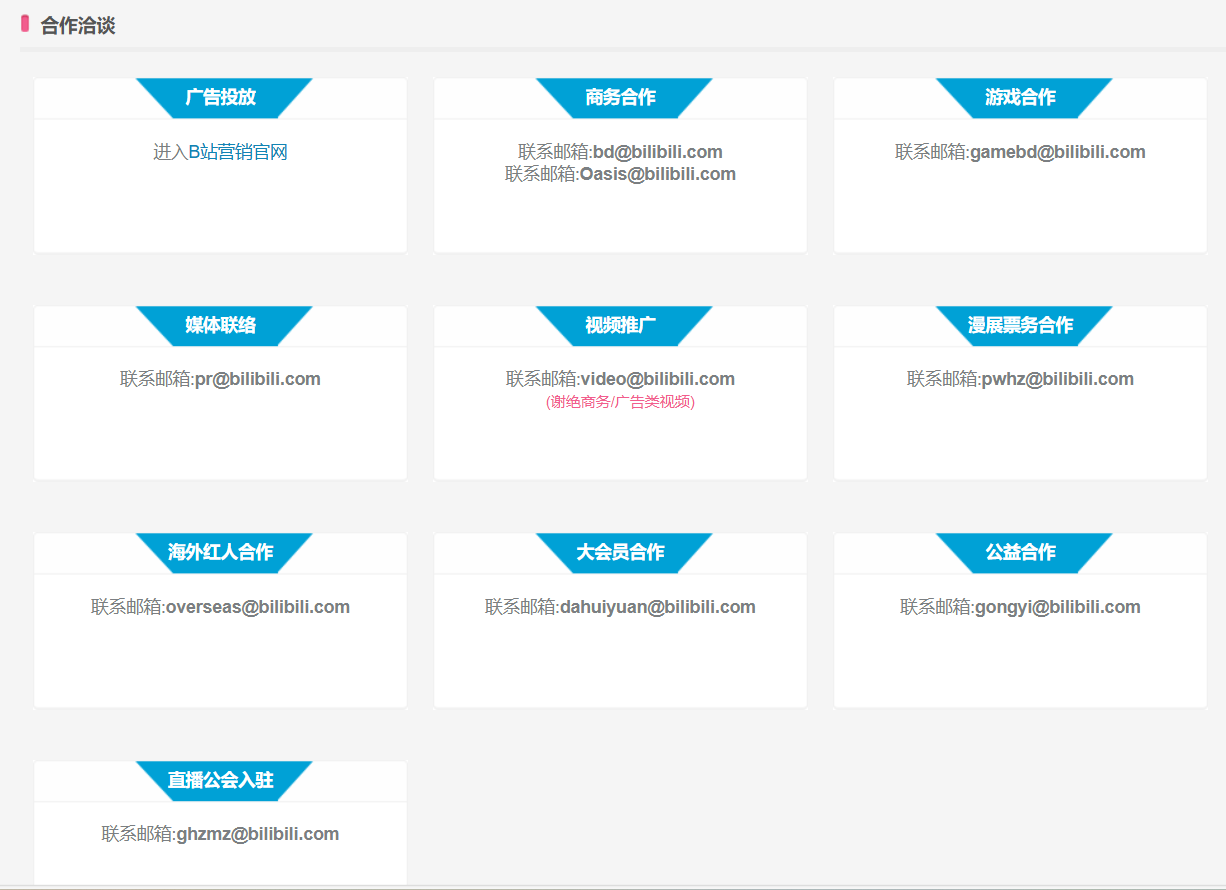 合作洽谈
广告投放
进入B站营销官网
商务合作
联系邮箱:bd@bilibili.com
联系邮箱:Oasis@bilibili.com
游戏合作
联系邮箱:gamebd@bilibili.com
媒体联络
联系邮箱:pr@bilibili.com
视频推广
联系邮箱:video@bilibili.com
(谢绝商务/广告类视频)
漫展票务合作
联系邮箱:pwhz@bilibili.com
海外红人合作
联系邮箱:overseas@bilibili.com
大会员合作
联系邮箱:dahuiyuan@bilibili.com
公益合作
联系邮箱:gongyi@bilibili.com
直播公会入驻
联系邮箱:ghzmz@bilibili.com